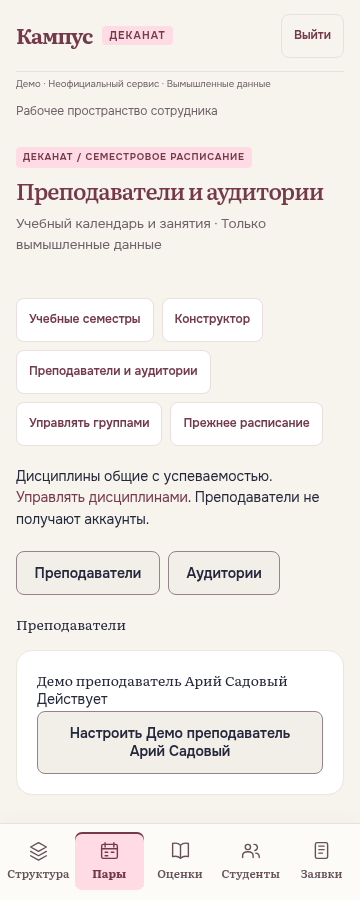 Кампус
ДЕКАНАТ
Выйти
Демо · Неофициальный сервис · Вымышленные данные
Рабочее пространство сотрудника
ДЕКАНАТ / СЕМЕСТРОВОЕ РАСПИСАНИЕ
Преподаватели и аудитории
Учебный календарь и занятия · Только
вымышленные данные
Учебные семестры
Конструктор
Преподаватели и аудитории
Управлять группами
Прежнее расписание
Дисциплины общие с успеваемостью.
Управлять дисциплинами. Преподаватели не
получают аккаунты.
Преподаватели
Аудитории
Преподаватели
Демо преподаватель Арий Садовый
Действует
Настроить Демо преподаватель
Арий Садовый
Структура
Пары
Оценки
Студенты
Заявки